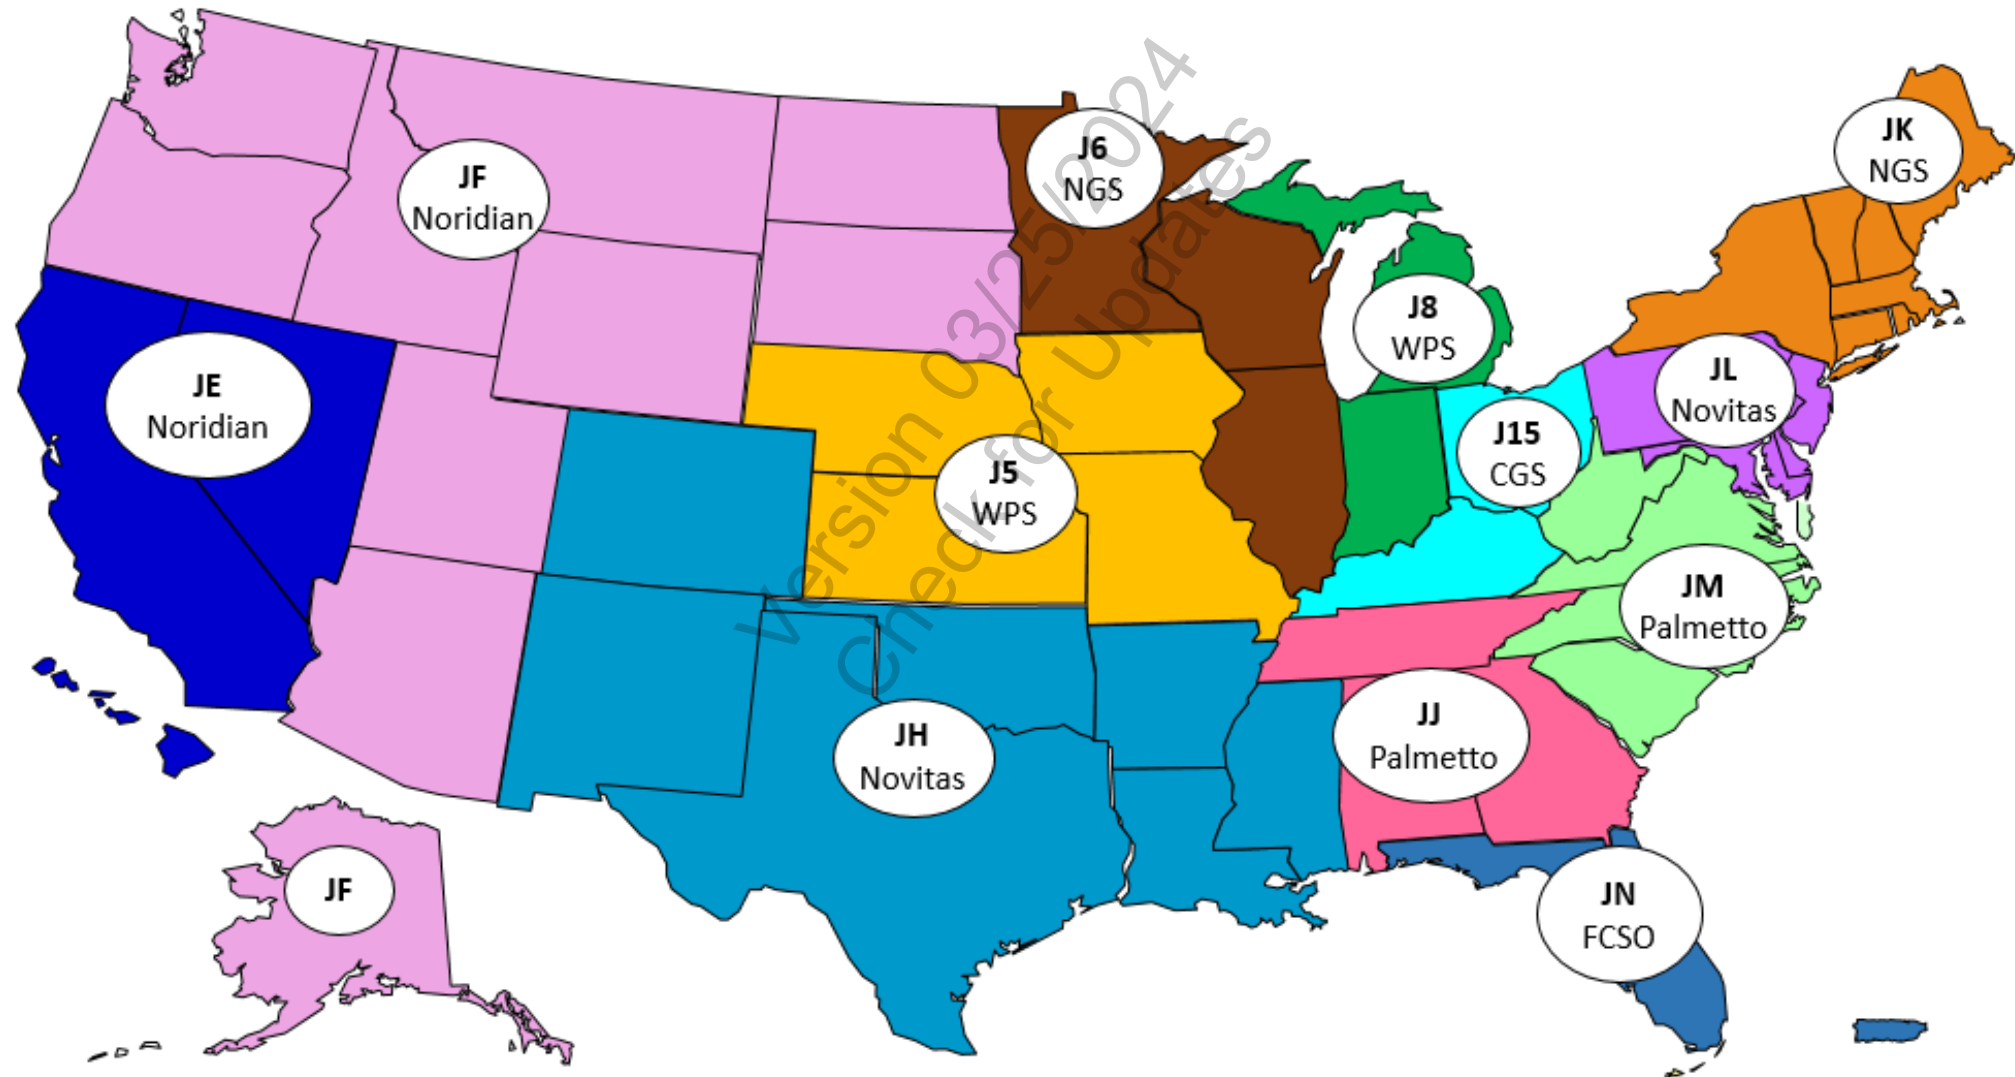 JF
Noridian
J6
NGS
JK
NGS
JE
Noridian
J8
WPS
JL
Novitas
J5
WPS
J15
CGS
JM
Palmetto
JH
Novitas
JJ
Palmetto
JF
JN
FCSO
Version 03/25/2024
Check for Updates